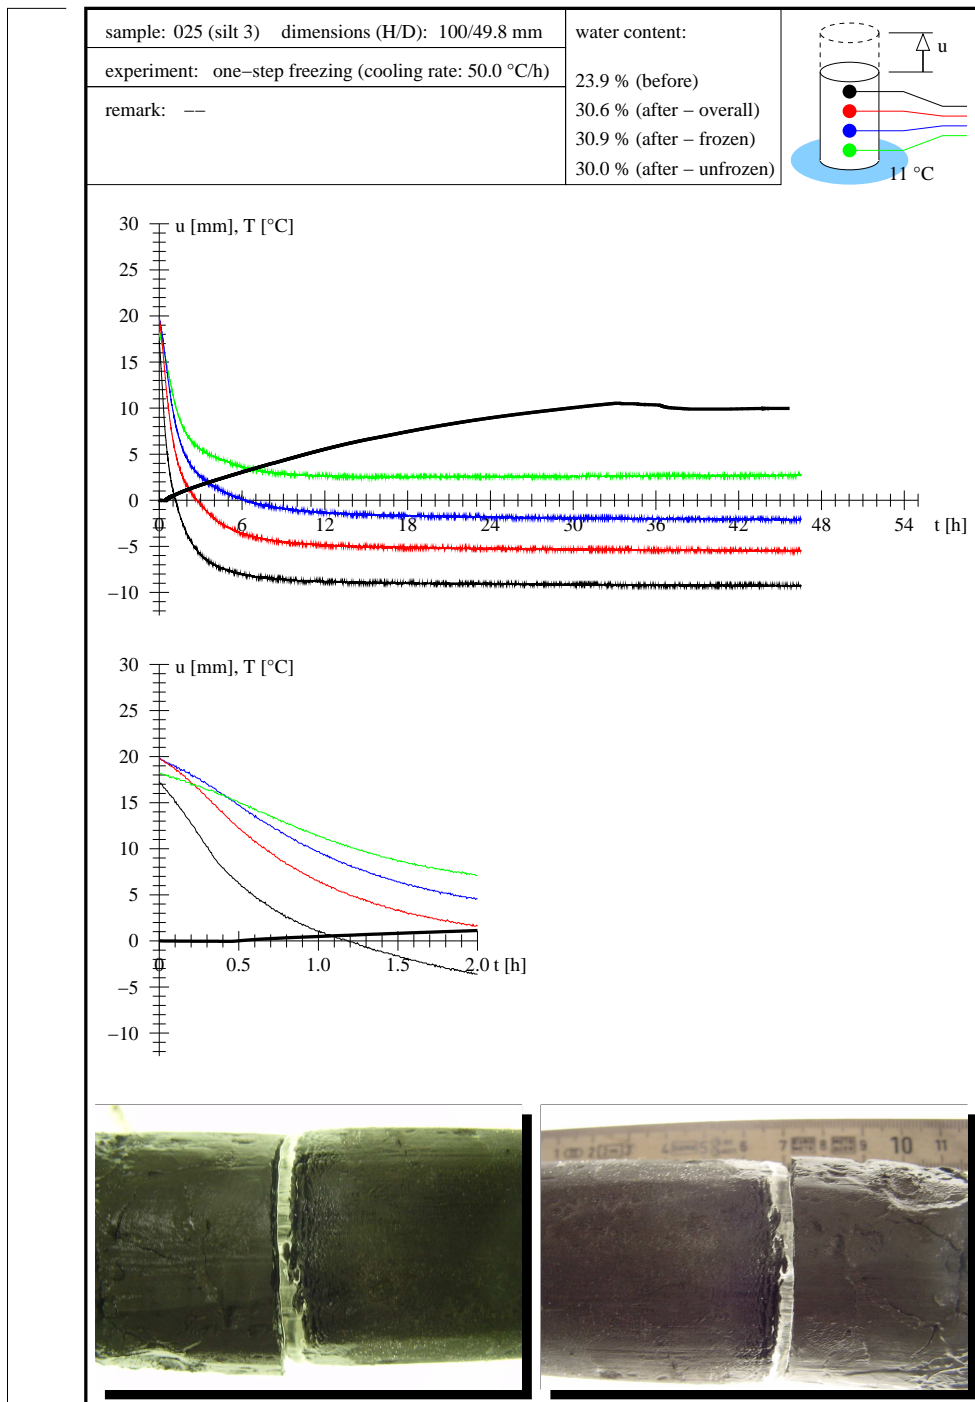 sample: 025 (silt 3) dimensions (H/D): 100/49.8 mm
experiment: one−step freezing (cooling rate: 50.0 °C/h)
remark: −−
water content:
23.9 % (before)
30.6 % (after − overall)
30.9 % (after − frozen)
30.0 % (after − unfrozen)
u
11 °C
u [mm], T [°C]
30
25
20
15
10
5
0
−5
−10
0 6 12 18 24 30 36 42 48 54
t [h]
u [mm], T [°C]
30
25
20
15
10
5
0
−5
−10
0 0.5 1.0 1.5 2.0 t [h]
6 7 8 9 10 11